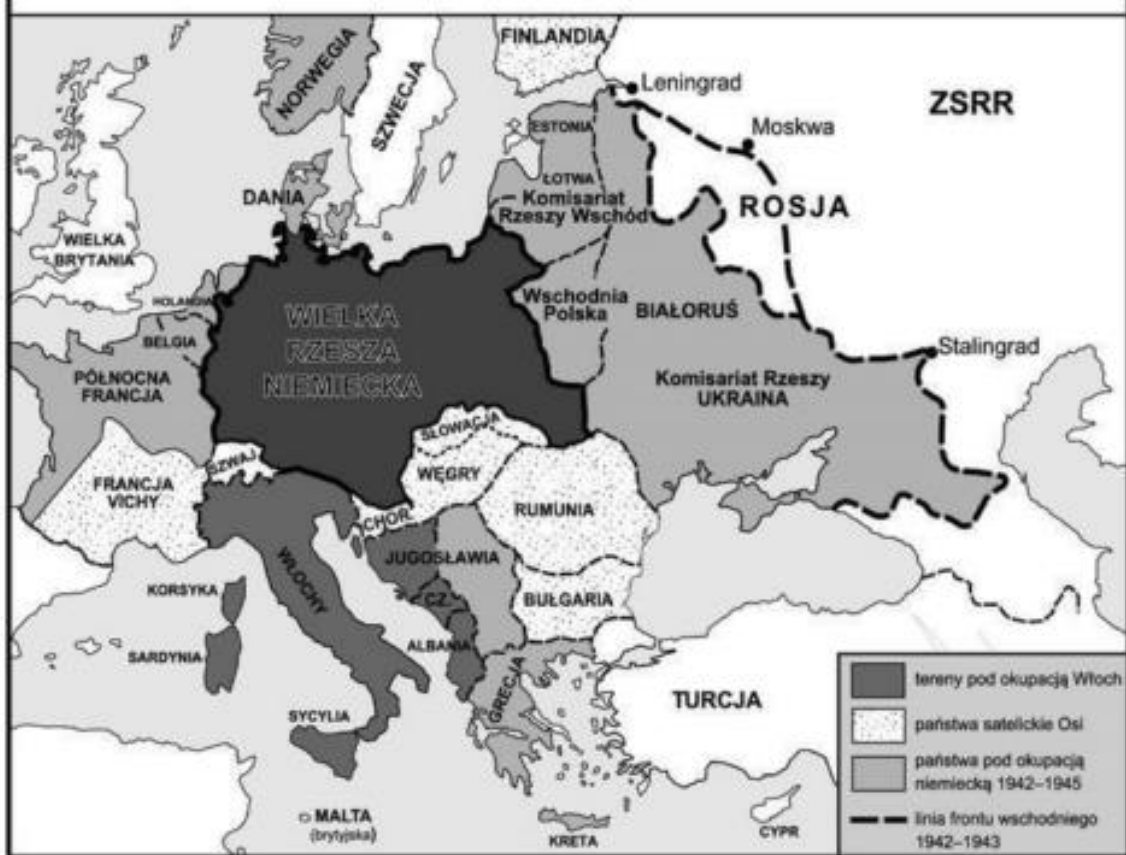 FINLANDIA
NORWEGIA
SZWECJA
Leningrad
ZSRR
ESTONIA
Moskwa
DANIA
ŁOTWA
Komisariat
Rzeszy Wschód
ROSJA
WIELKA
BRYTANIA
HOLANDIA
WIELKA
RZESZA
NIEMIECKA
Wschodnia
Polska
BIAŁORUŚ
BELGIA
Stalingrad
PÓŁNOCNA
FRANCJA
Komisariat Rzeszy
UKRAINA
SŁOWACJA
SZWAJ
WĘGRY
FRANCJA
VICHY
RUMUNIA
CHOR.
JUGOSŁAWIA
WŁOCHY
KORSYKA
CZ.
BUŁGARIA
ALBANIA
SARDYNIA
GRECJA
TURCJA
SYCYLIA
MALTA
(brytyjska)
KRETA
CYPR
tereny pod okupacją Włoch
państwa satelickie Osi
państwa pod okupacją
niemiecką 1942–1945
linia frontu wschodniego
1942–1943